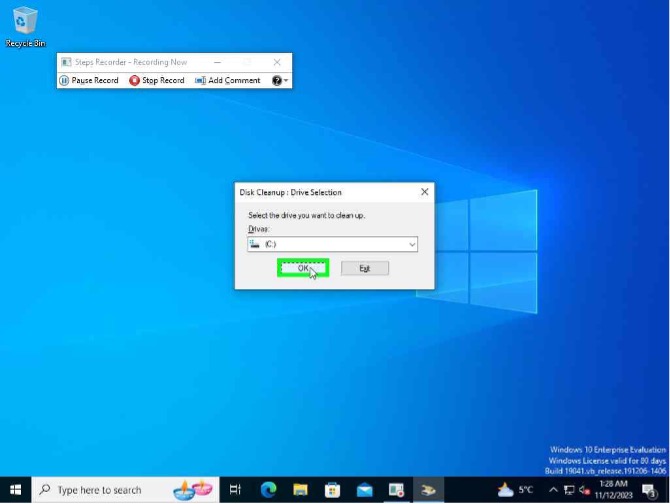 Recycle Bin
Steps Recorder - Recording Now
Pause Record Stop Record Add Comment
Disk Cleanup : Drive Selection
Select the drive you want to clean up.
Drives:
(C:)
OK Exit
Windows 10 Enterprise Evaluation
Windows License valid for 80 days
Build 19041.vb_release.191206-1406
Type here to search
5°C
1:28 AM
11/12/2023